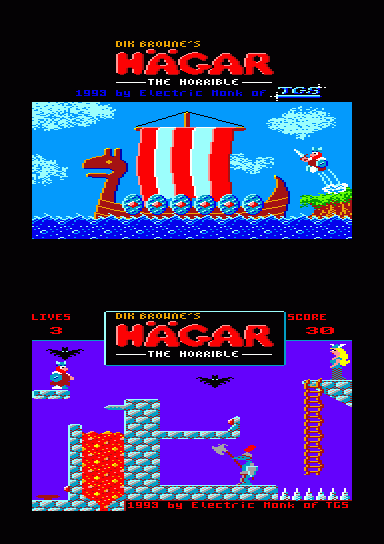 DIK BROWNE'S
HÄGAR
THE HORRIBLE
1993 by Electric Monk of TGS
LIVES
3
DIK BROWNE'S
HÄGAR
THE HORRIBLE
SCORE
30
1993 by Electric Monk of TGS